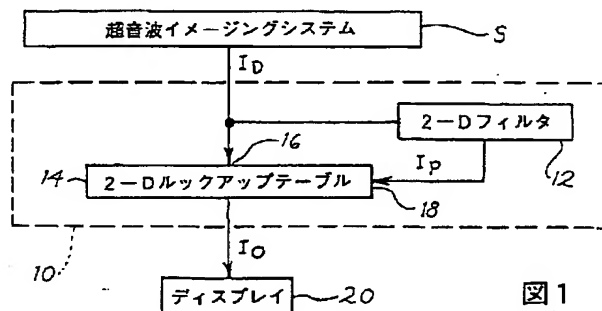 超音波イメージングシステム
S
I_D
2-Dフィルタ
16
12
I_P
14
2-Dルックアップテーブル
18
I_O
10
ディスプレイ
20
図1